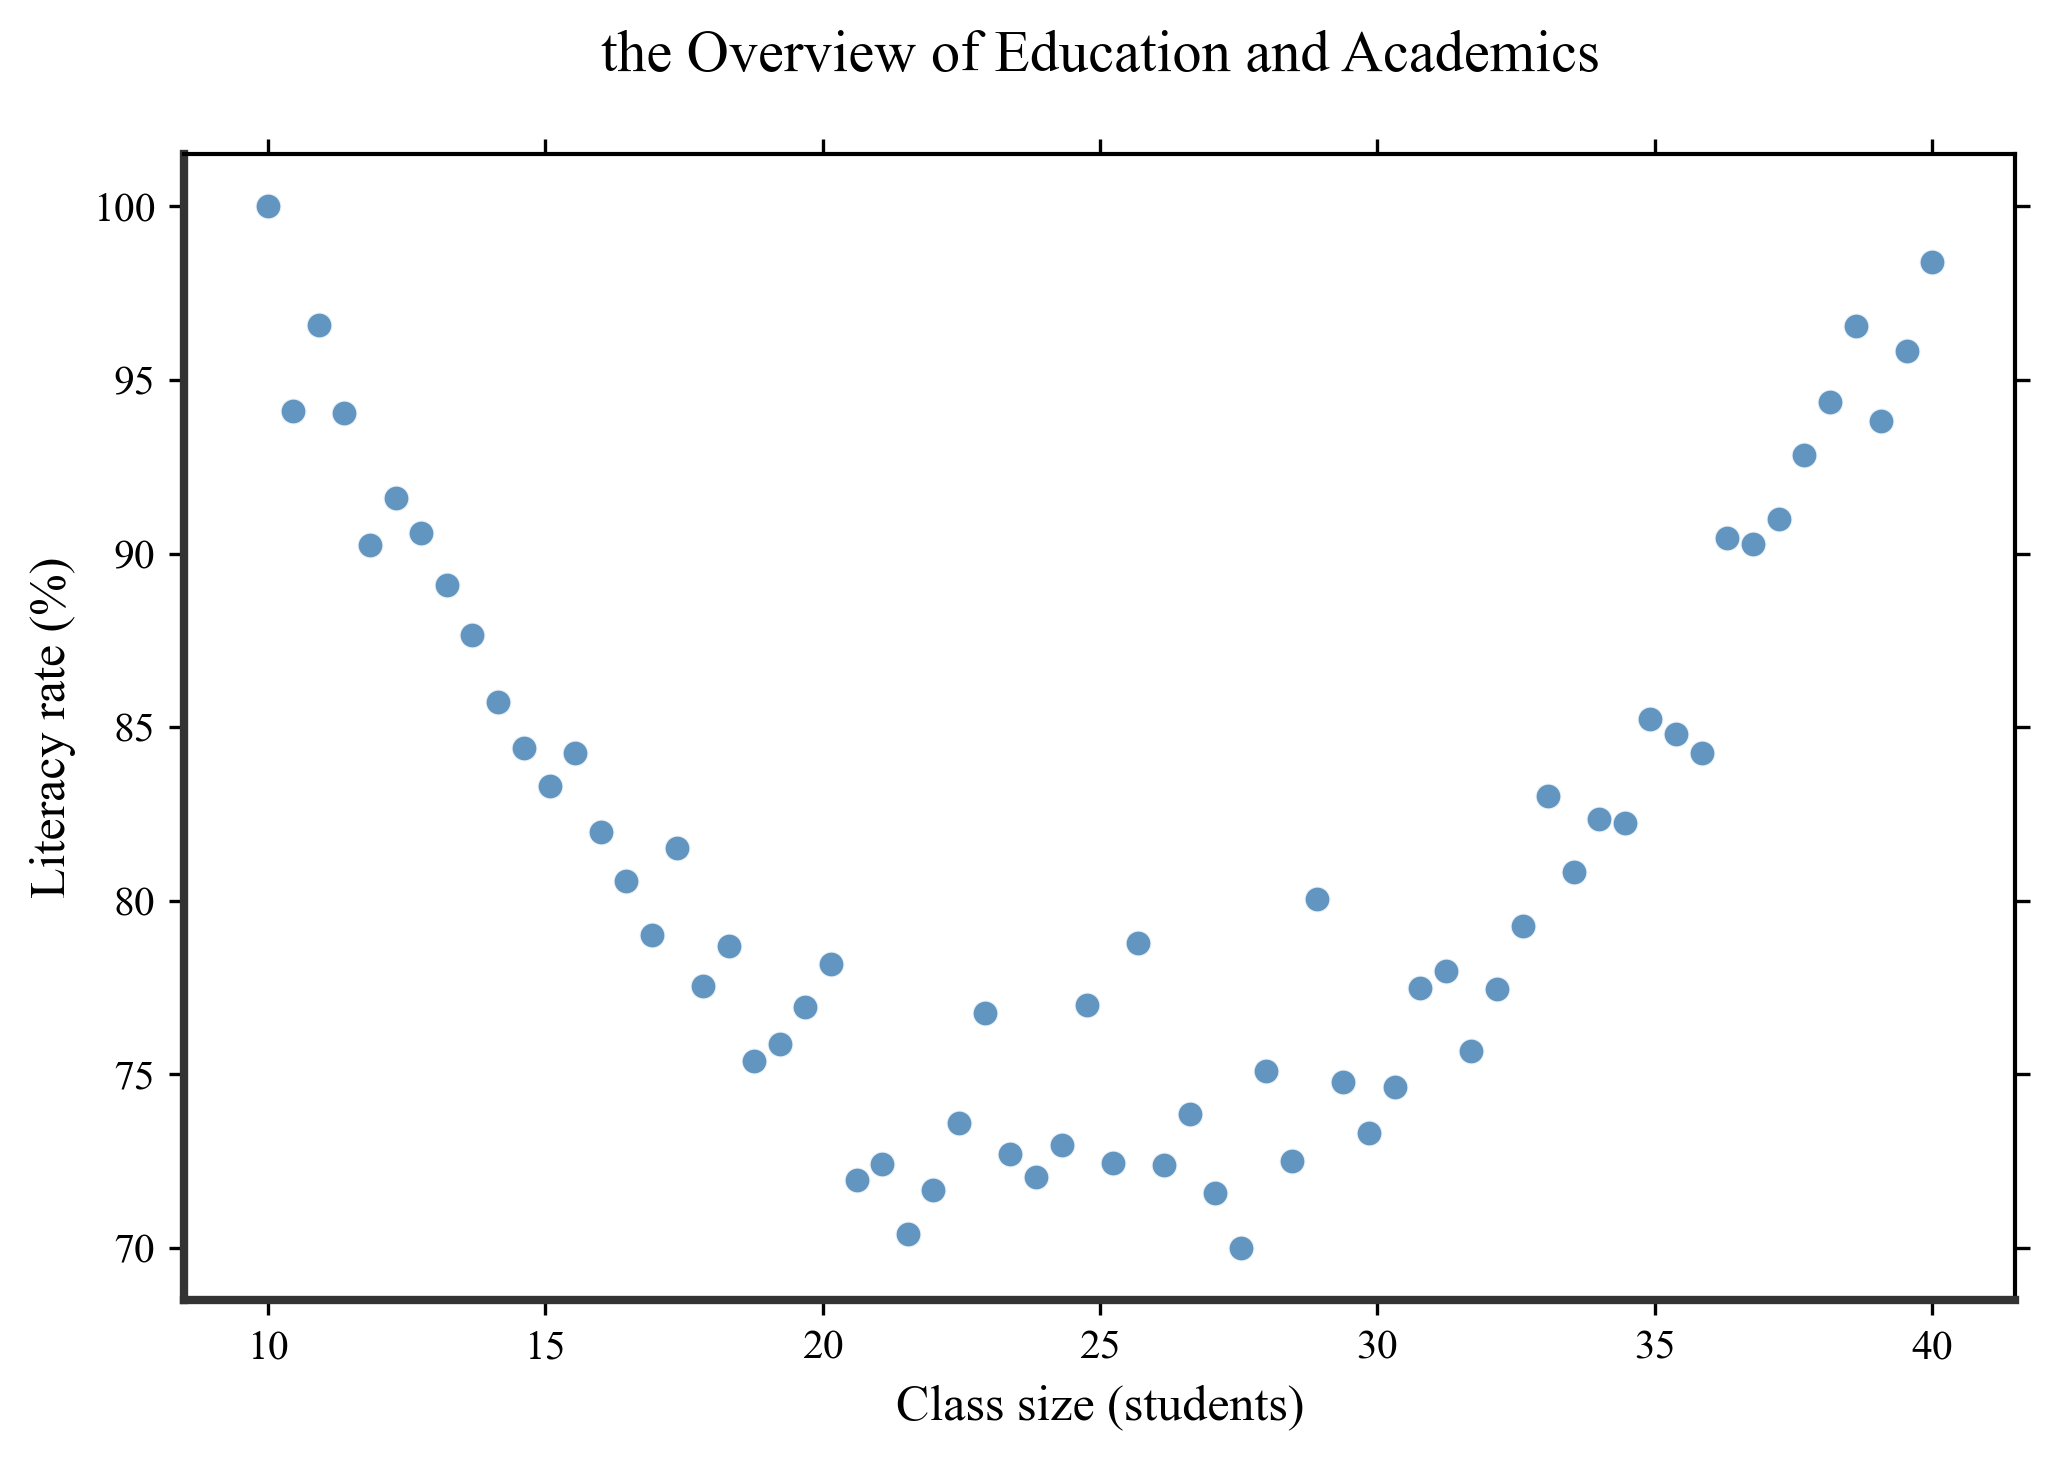 the Overview of Education and Academics
100
95
90
85
80
75
70
Literacy rate (%)
10 15 20 25 30 35 40
Class size (students)